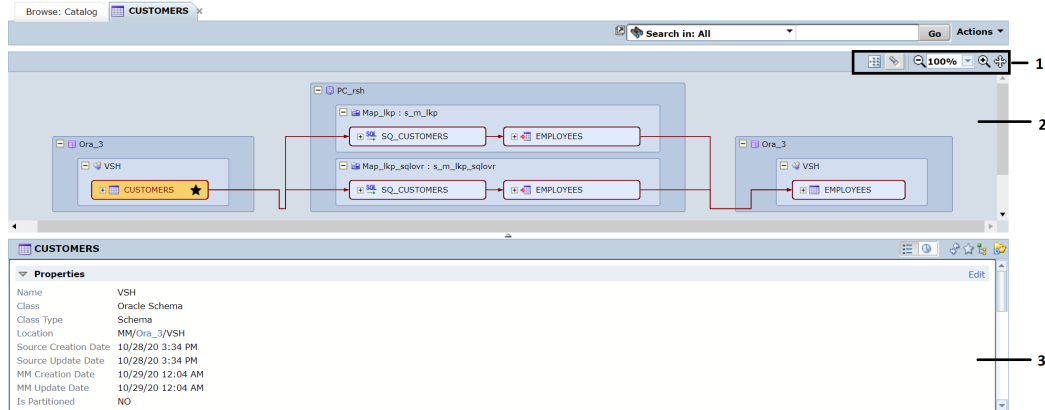 Browse: Catalog
CUSTOMERS x
Search in: All
Go
Actions
100%
1
PC_rsh
Map_lkp : s_m_lkp
SQL SQ_CUSTOMERS
EMPLOYEES
2
Ora_3
VSH
CUSTOMERS
Map_lkp_sqlovr : s_m_lkp_sqlovr
SQL SQ_CUSTOMERS
EMPLOYEES
Ora_3
VSH
EMPLOYEES
CUSTOMERS
Properties
Edit
Name VSH
Class Oracle Schema
Class Type Schema
Location MM/Ora_3/VSH
Source Creation Date 10/28/20 3:34 PM
Source Update Date 10/28/20 3:34 PM
MM Creation Date 10/29/20 12:04 AM
MM Update Date 10/29/20 12:04 AM
Is Partitioned NO
3